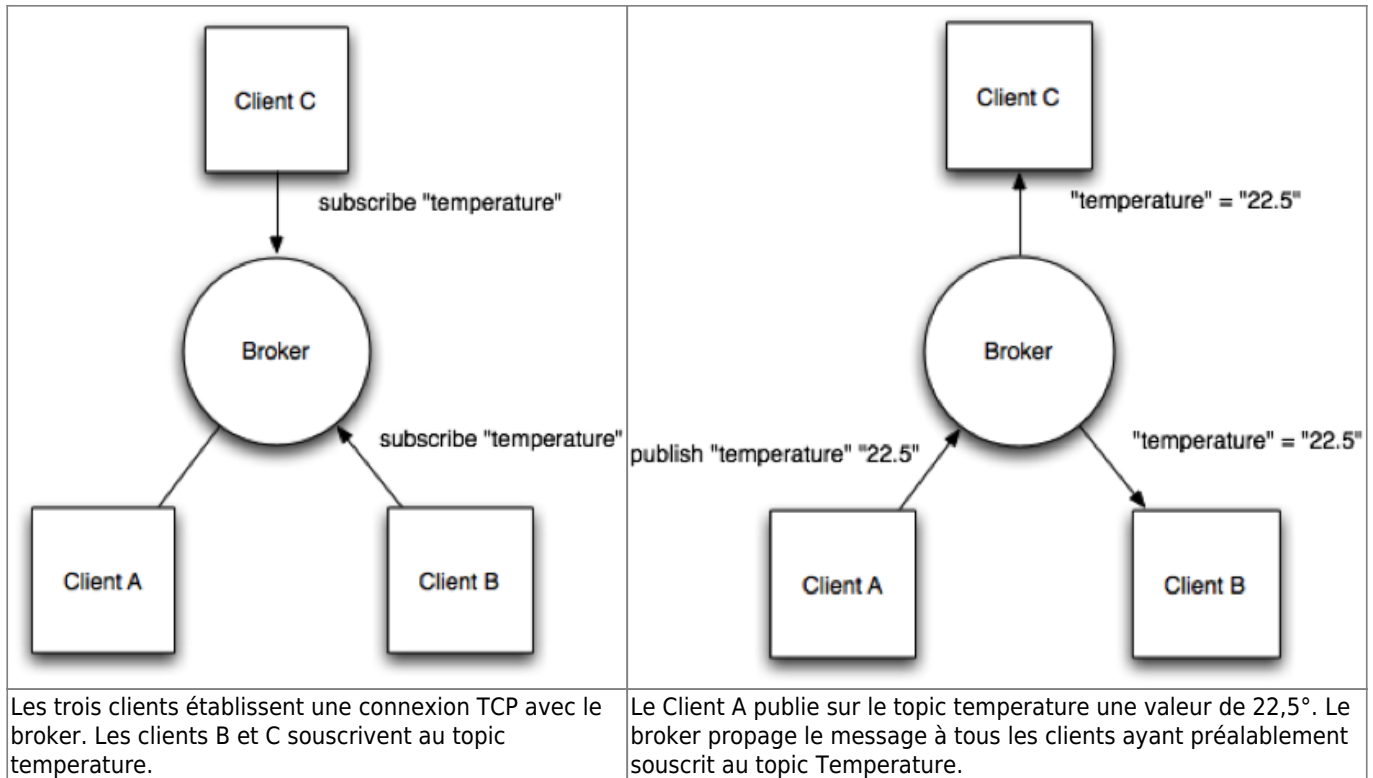 Client C
subscribe "temperature"
Broker
subscribe "temperature"
Client A
Client B
Les trois clients établissent une connexion TCP avec le
broker. Les clients B et C souscrivent au topic
temperature.
Client C
"temperature" = "22.5"
Broker
"temperature" = "22.5"
publish "temperature" "22.5"
Client A
Client B
Le Client A publie sur le topic temperature une valeur de 22,5°. Le
broker propage le message à tous les clients ayant préalablement
souscrit au topic Temperature.